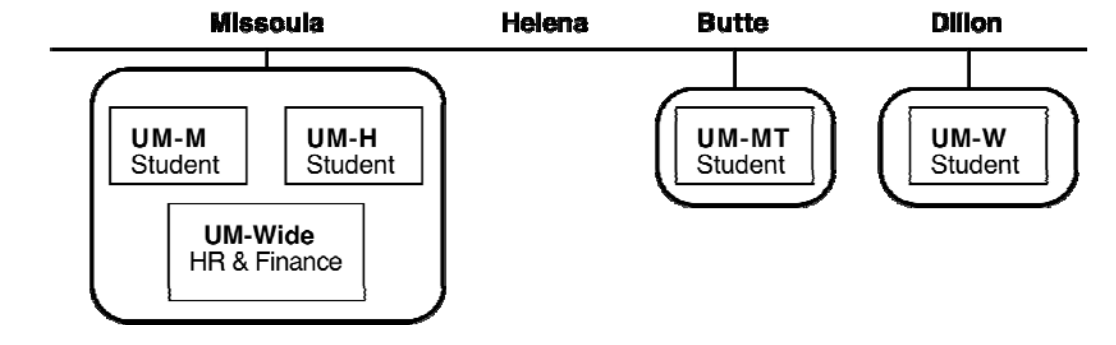 Missoula Helena Butte Dillon
UM-M
Student
UM-H
Student
UM-MT
Student
UM-W
Student
UM-Wide
HR & Finance